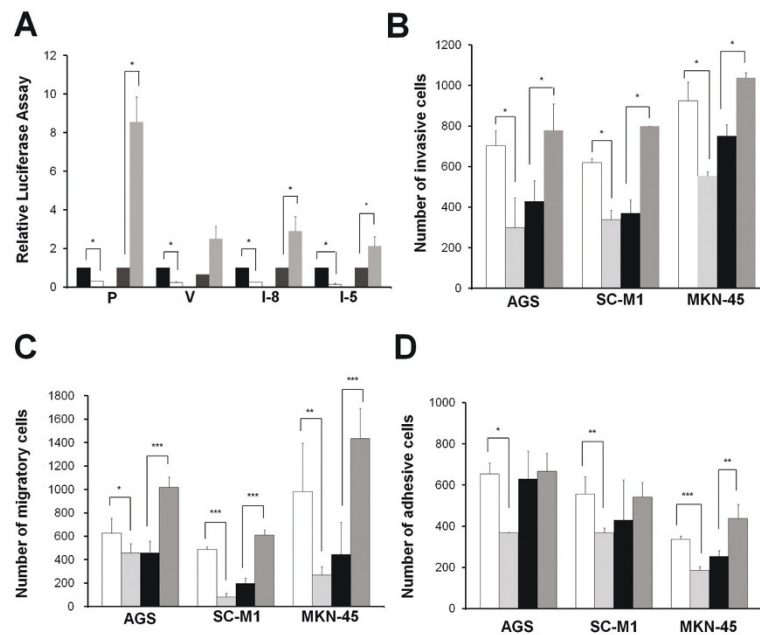 A
Relative Luciferase Assay
12
10
8
6
4
2
0
* * * * * * *
P V I-8 I-5
B
Number of invasive cells
1200
1000
800
600
400
200
0
* * * * * *
AGS SC-M1 MKN-45
C
Number of migratory cells
1800
1600
1400
1200
1000
800
600
400
200
0
* *** *** *** ** ***
AGS SC-M1 MKN-45
D
Number of adhesive cells
1000
800
600
400
200
0
* ** *** **
AGS SC-M1 MKN-45